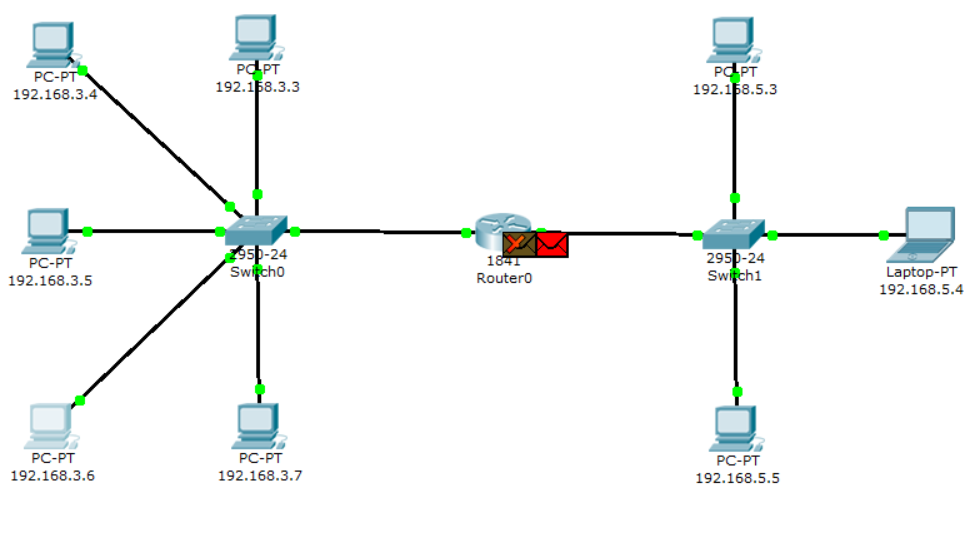 PC-PT
192.168.3.4
PC-PT
192.168.3.3
PC-PT
192.168.5.3
PC-PT
192.168.3.5
2950-24
Switch0
1841
Router0
2950-24
Switch1
Laptop-PT
192.168.5.4
PC-PT
192.168.3.6
PC-PT
192.168.3.7
PC-PT
192.168.5.5